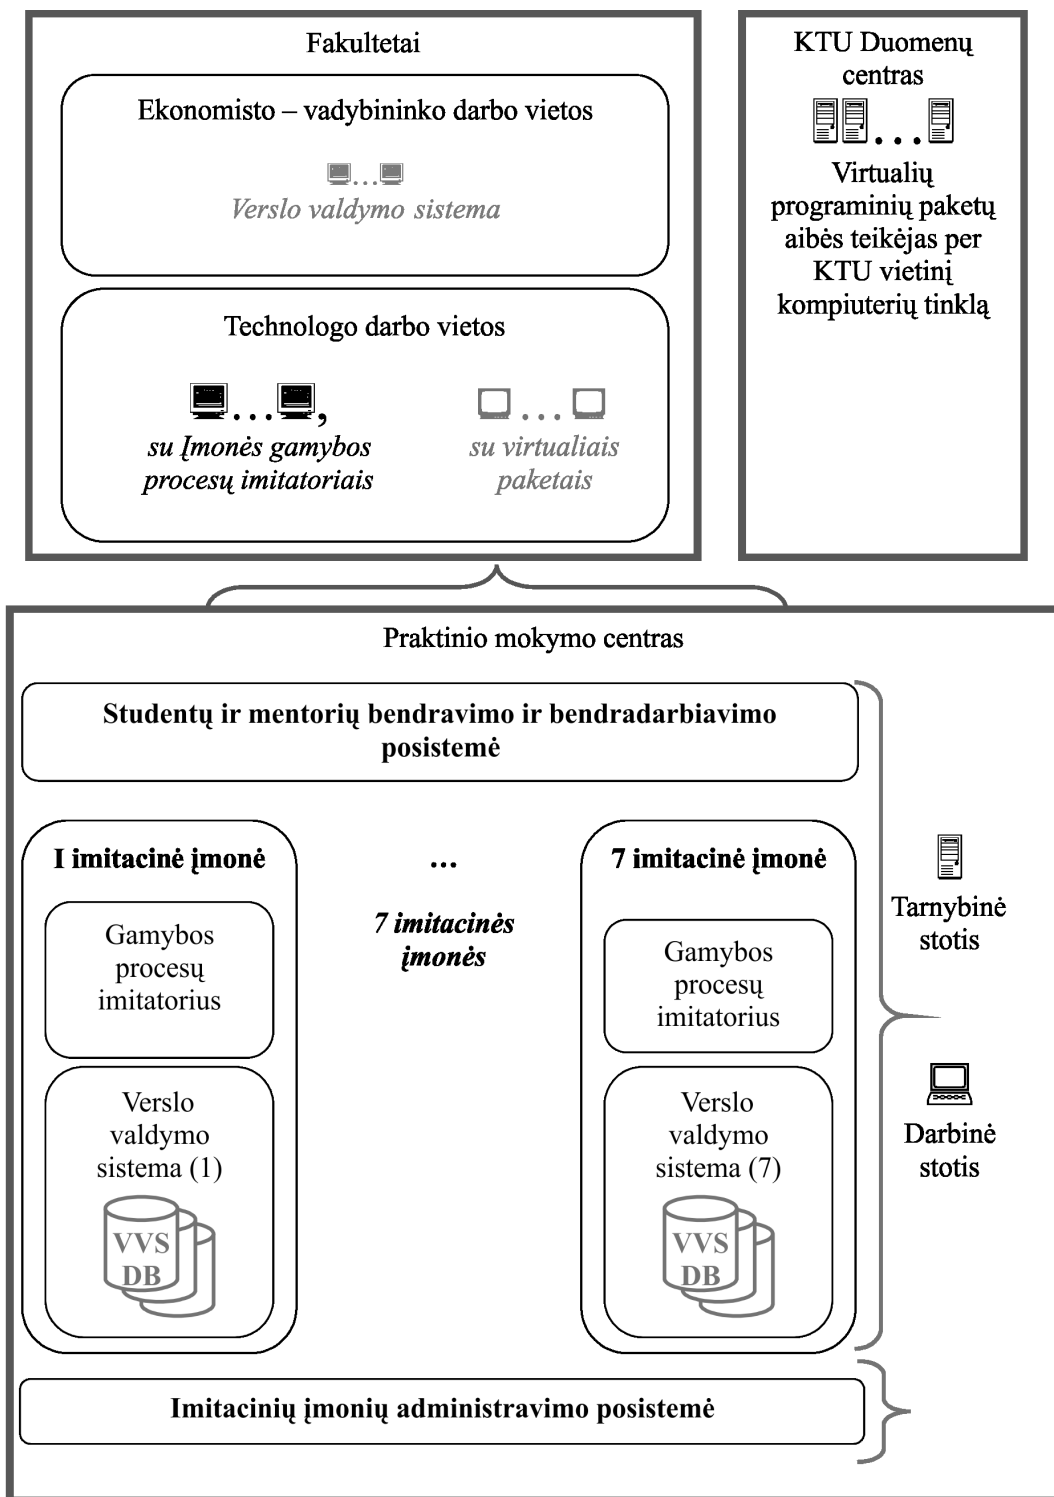 Fakultetai
Ekonomisto – vadybininko darbo vietos
...
Verslo valdymo sistema
Technologo darbo vietos
...,
su Įmonės gamybos
procesų imitatoriais
...
su virtualiais
paketais
KTU Duomenų
centras
...
Virtualių
programinių paketų
aibės teikėjas per
KTU vietinį
kompiuterių tinklą
Praktinio mokymo centras
Studentų ir mentorių bendravimo ir bendradarbiavimo
posistemė
I imitacinė įmonė
Gamybos
procesų
imitatorius
Verslo
valdymo
sistema (1)
VVS
DB
...
7 imitacinės
įmonės
7 imitacinė įmonė
Gamybos
procesų
imitatorius
Verslo
valdymo
sistema (7)
VVS
DB
Tarnybinė
stotis
Darbinė
stotis
Imitacinių įmonių administravimo posistemė